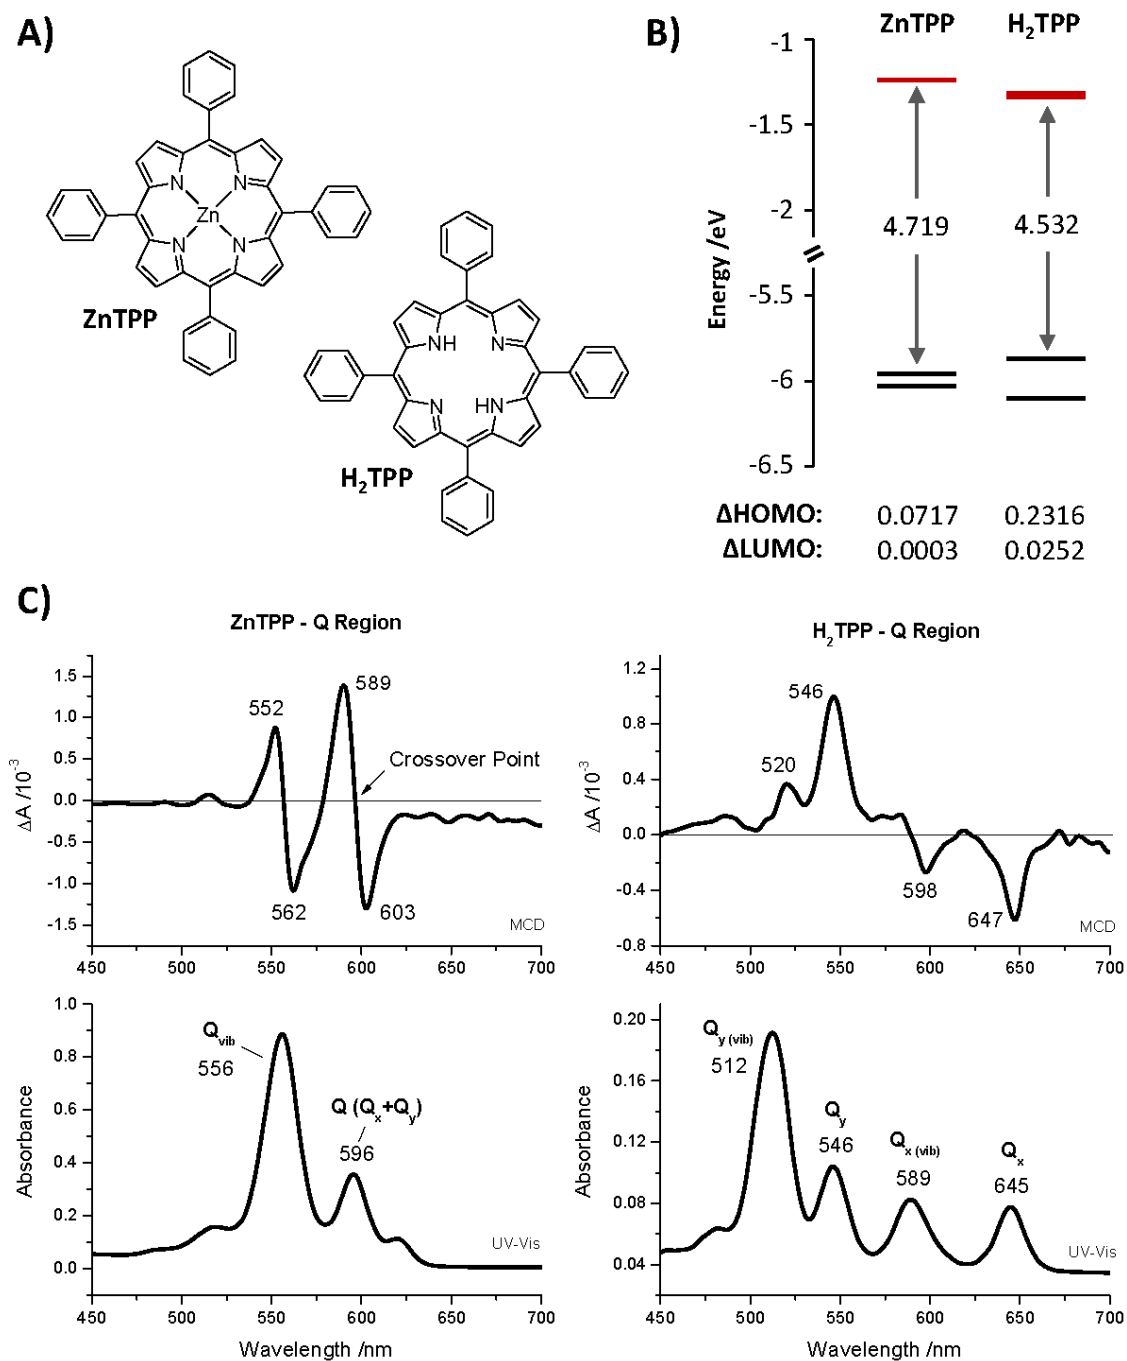 A)
N
N
Zn
N
N
ZnTPP
NH
N
N
HN
H2TPP
B)
ZnTPP H2TPP
-1
-1.5
-2
-5.5
-6
-6.5
Energy /eV
4.719 4.532
ΔHOMO: 0.0717 0.2316
ΔLUMO: 0.0003 0.0252
C)
ZnTPP - Q Region
1.5
1.0
0.5
0.0
-0.5
-1.0
-1.5
ΔA /10-3
552
589
Crossover Point
562
603
MCD
450 500 550 600 650 700
H2TPP - Q Region
1.2
0.8
0.4
0.0
-0.4
-0.8
ΔA /10-3
546
520
598
647
MCD
450 500 550 600 650 700
1.0
0.8
0.6
0.4
0.2
0.0
Absorbance
Qvib
556
Q (Qx+Qy)
596
UV-Vis
450 500 550 600 650 700
Wavelength /nm
0.20
0.16
0.12
0.08
0.04
Absorbance
Qy (vib)
512
Qy
546
Qx (vib)
589
Qx
645
UV-Vis
450 500 550 600 650 700
Wavelength /nm